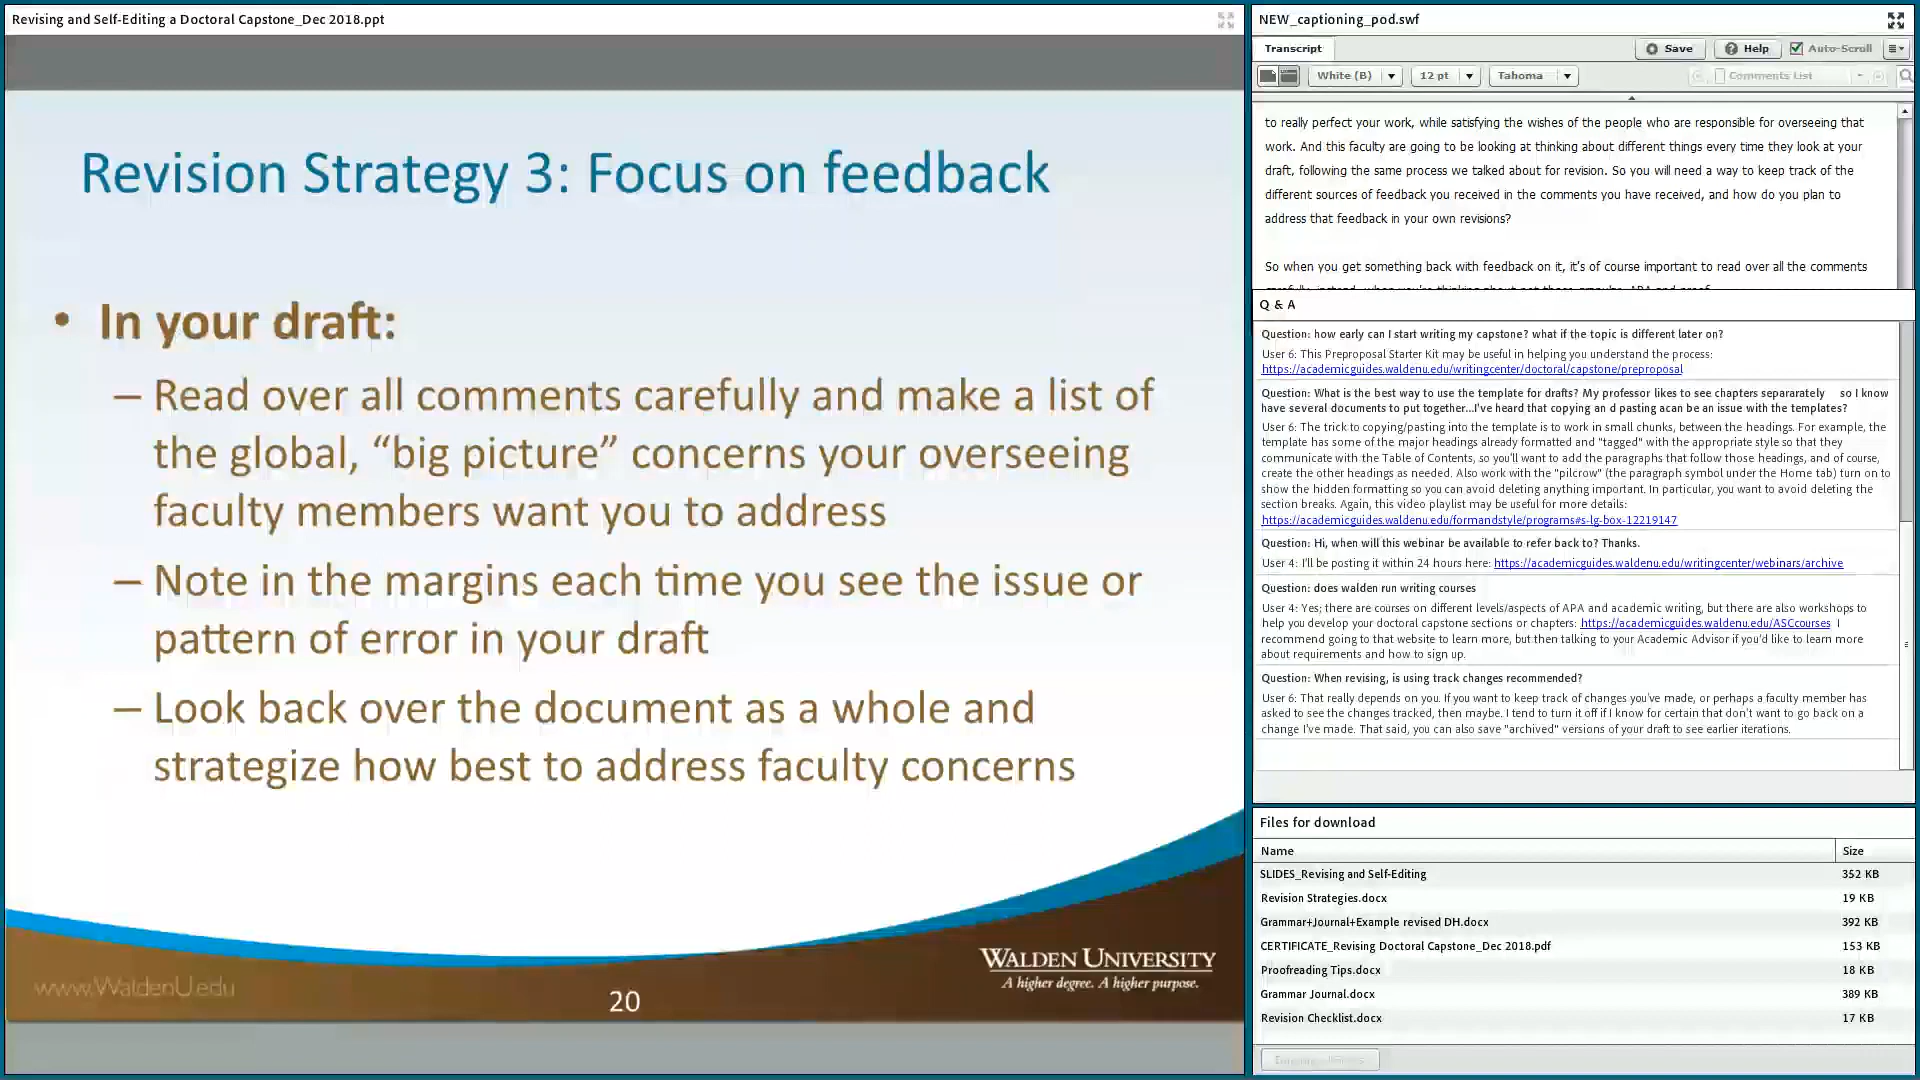 Revising and Self-Editing a Doctoral Capstone_Dec 2018.ppt
Revision Strategy 3: Focus on feedback
• In your draft:
– Read over all comments carefully and make a list of
the global, “big picture” concerns your overseeing
faculty members want you to address
– Note in the margins each time you see the issue or
pattern of error in your draft
– Look back over the document as a whole and
strategize how best to address faculty concerns
www.WaldenU.edu
20
WALDEN UNIVERSITY
A higher degree. A higher purpose.
NEW_captioning_pod.swf
Transcript
Save
Help
Auto-Scroll
White (B)
12 pt
Tahoma
Comments List
to really perfect your work, while satisfying the wishes of the people who are responsible for overseeing that
work. And this faculty are going to be looking at thinking about different things every time they look at your
draft, following the same process we talked about for revision. So you will need a way to keep track of the
different sources of feedback you received in the comments you have received, and how do you plan to
address that feedback in your own revisions?
So when you get something back with feedback on it, it's of course important to read over all the comments
Q & A
Question: how early can I start writing my capstone? what if the topic is different later on?
User 6: This Preproposal Starter Kit may be useful in helping you understand the process:
https://academicguides.waldenu.edu/writingcenter/doctoral/capstone/preproposal
Question: What is the best way to use the template for drafts? My professor likes to see chapters separarately so I know
have several documents to put together...I've heard that copying an d pasting acan be an issue with the templates?
User 6: The trick to copying/pasting into the template is to work in small chunks, between the headings. For example, the
template has some of the major headings already formatted and "tagged" with the appropriate style so that they
communicate with the Table of Contents, so you'll want to add the paragraphs that follow those headings, and of course,
create the other headings as needed. Also work with the "pilcrow" (the paragraph symbol under the Home tab) turn on to
show the hidden formatting so you can avoid deleting anything important. In particular, you want to avoid deleting the
section breaks. Again, this video playlist may be useful for more details:
https://academicguides.waldenu.edu/formandstyle/programs#s-lg-box-12219147
Question: Hi, when will this webinar be available to refer back to? Thanks.
User 4: I'll be posting it within 24 hours here: https://academicguides.waldenu.edu/writingcenter/webinars/archive
Question: does walden run writing courses
User 4: Yes; there are courses on different levels/aspects of APA and academic writing, but there are also workshops to
help you develop your doctoral capstone sections or chapters: https://academicguides.waldenu.edu/ASCcourses I
recommend going to that website to learn more, but then talking to your Academic Advisor if you'd like to learn more
about requirements and how to sign up.
Question: When revising, is using track changes recommended?
User 6: That really depends on you. If you want to keep track of changes you've made, or perhaps a faculty member has
asked to see the changes tracked, then maybe. I tend to turn it off if I know for certain that don't want to go back on a
change I've made. That said, you can also save "archived" versions of your draft to see earlier iterations.
Files for download
Name Size
SLIDES_Revising and Self-Editing 352 KB
Revision Strategies.docx 19 KB
Grammar+Journal+Example revised DH.docx 392 KB
CERTIFICATE_Revising Doctoral Capstone_Dec 2018.pdf 153 KB
Proofreading Tips.docx 18 KB
Grammar Journal.docx 389 KB
Revision Checklist.docx 17 KB